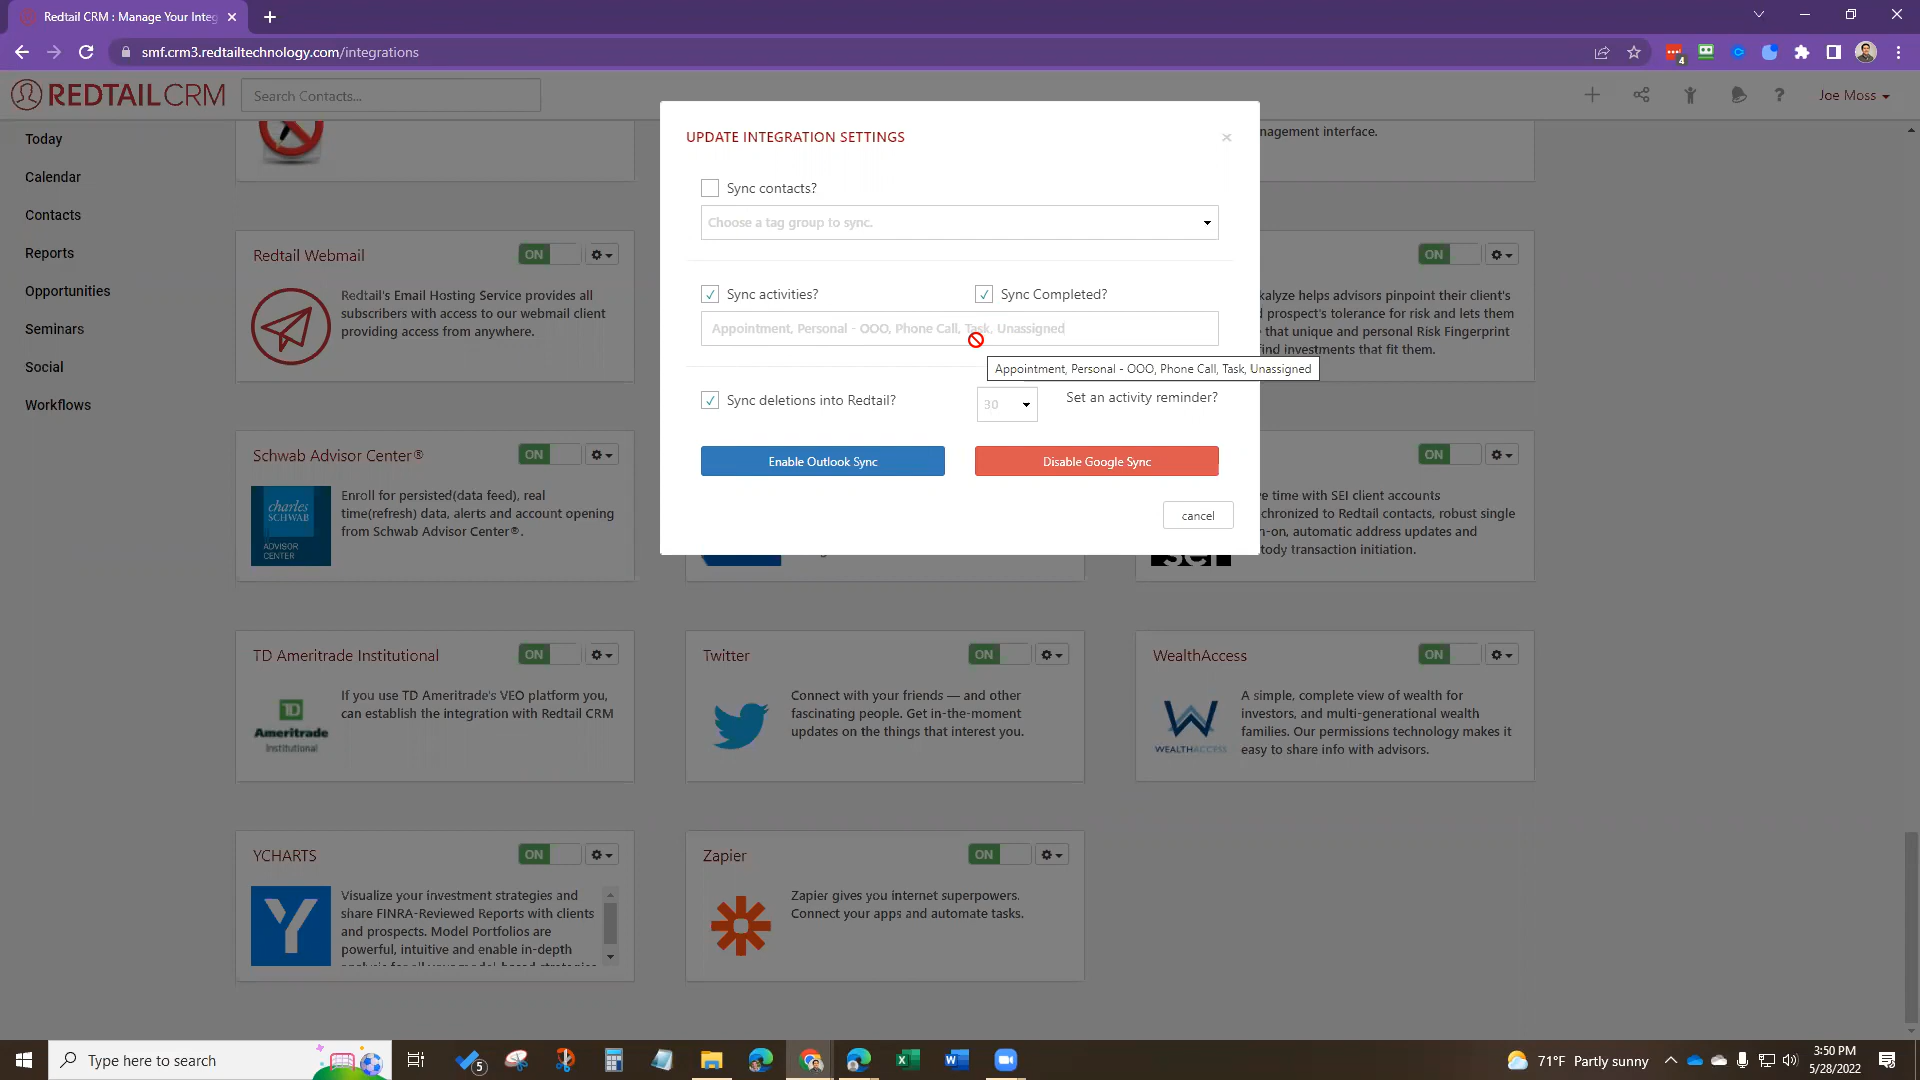 Redtail CRM : Manage Your Integ
smf.crm3.redtailtechnology.com/integrations
4
REDTAIL CRM
Search Contacts...
Joe Moss
Today
Calendar
Contacts
Reports
Opportunities
Seminars
Social
Workflows
nagement interface.
UPDATE INTEGRATION SETTINGS
Sync contacts?
Choose a tag group to sync.
Sync activities?
Sync Completed?
Appointment, Personal - OOO, Phone Call, Task, Unassigned
Appointment, Personal - OOO, Phone Call, Task, Unassigned
Sync deletions into Redtail?
30
Set an activity reminder?
Enable Outlook Sync
Disable Google Sync
cancel
Redtail Webmail
ON
Redtail's Email Hosting Service provides all
subscribers with access to our webmail client
providing access from anywhere.
ON
kalyze helps advisors pinpoint their client's
nd prospect's tolerance for risk and lets them
that unique and personal Risk Fingerprint
find investments that fit them.
Schwab Advisor Center®
ON
charles
SCHWAB
ADVISOR
CENTER
Enroll for persisted(data feed), real
time(refresh) data, alerts and account opening
from Schwab Advisor Center®.
ON
ve time with SEI client accounts
nchronized to Redtail contacts, robust single
n-on, automatic address updates and
tody transaction initiation.
TD Ameritrade Institutional
ON
TD
Ameritrade
Institutional
If you use TD Ameritrade's VEO platform you,
can establish the integration with Redtail CRM
Twitter
ON
Connect with your friends — and other
fascinating people. Get in-the-moment
updates on the things that interest you.
WealthAccess
ON
WEALTHACCESS
A simple, complete view of wealth for
investors, and multi-generational wealth
families. Our permissions technology makes it
easy to share info with advisors.
YCHARTS
ON
Y
Visualize your investment strategies and
share FINRA-Reviewed Reports with clients
and prospects. Model Portfolios are
powerful, intuitive and enable in-depth
Zapier
ON
Zapier gives you internet superpowers.
Connect your apps and automate tasks.
Type here to search
5
71°F Partly sunny
3:50 PM
5/28/2022